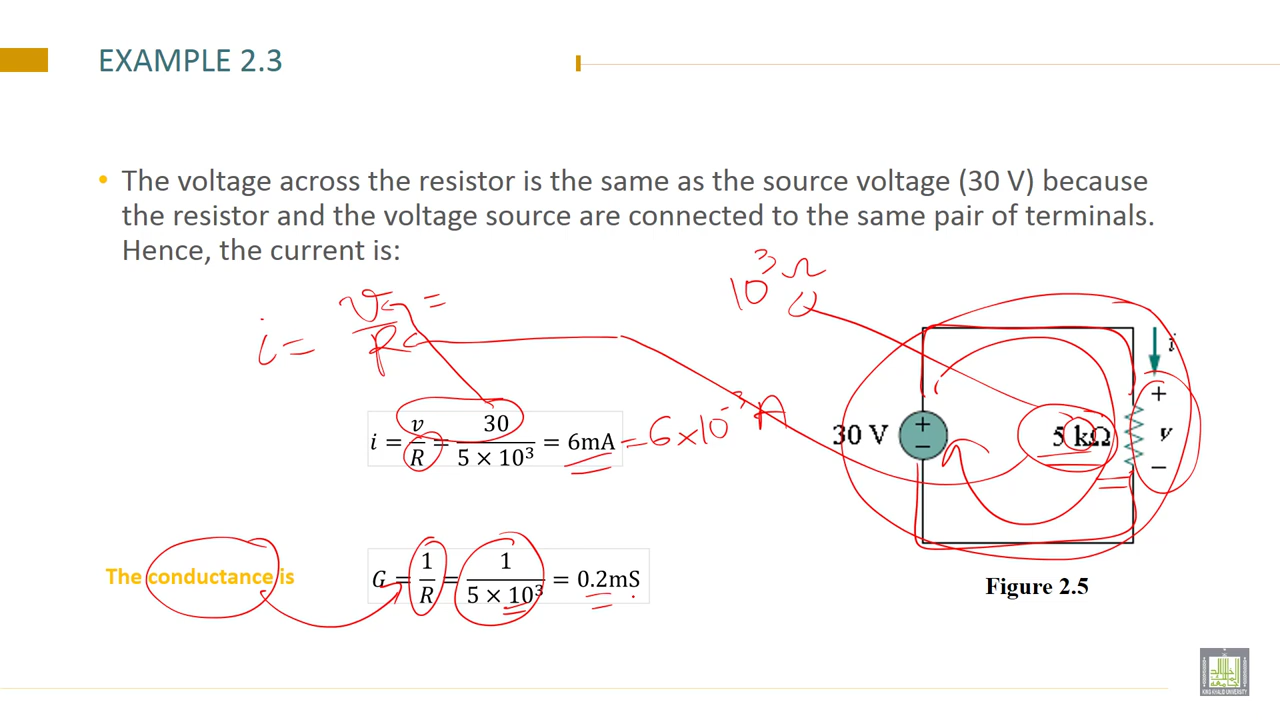 EXAMPLE 2.3
• The voltage across the resistor is the same as the source voltage (30 V) because
the resistor and the voltage source are connected to the same pair of terminals.
Hence, the current is:
10³ Ω
i = v/R =
i = v/R = 30/(5 × 10³) = 6mA = 6×10⁻³ A
i
+
30 V
+
−
5 kΩ
v
−
The conductance is
G = 1/R = 1/(5 × 10³) = 0.2mS
Figure 2.5
KING KHALID UNIVERSITY